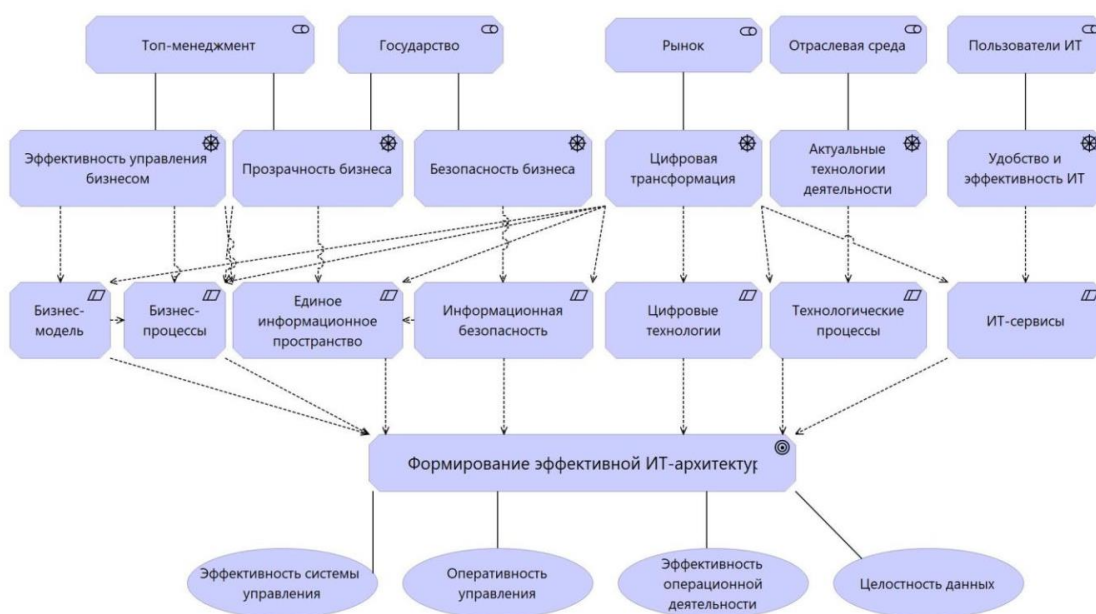 Топ-менеджмент
Государство
Рынок
Отраслевая среда
Пользователи ИТ
Эффективность управления
бизнесом
Прозрачность бизнеса
Безопасность бизнеса
Цифровая
трансформация
Актуальные
технологии
деятельности
Удобство и
эффективность ИТ
Бизнес-
модель
Бизнес-
процессы
Единое
информационное
пространство
Информационная
безопасность
Цифровые
технологии
Технологические
процессы
ИТ-сервисы
Формирование эффективной ИТ-архитектур
Эффективность системы
управления
Оперативность
управления
Эффективность
операционной
деятельности
Целостность данных